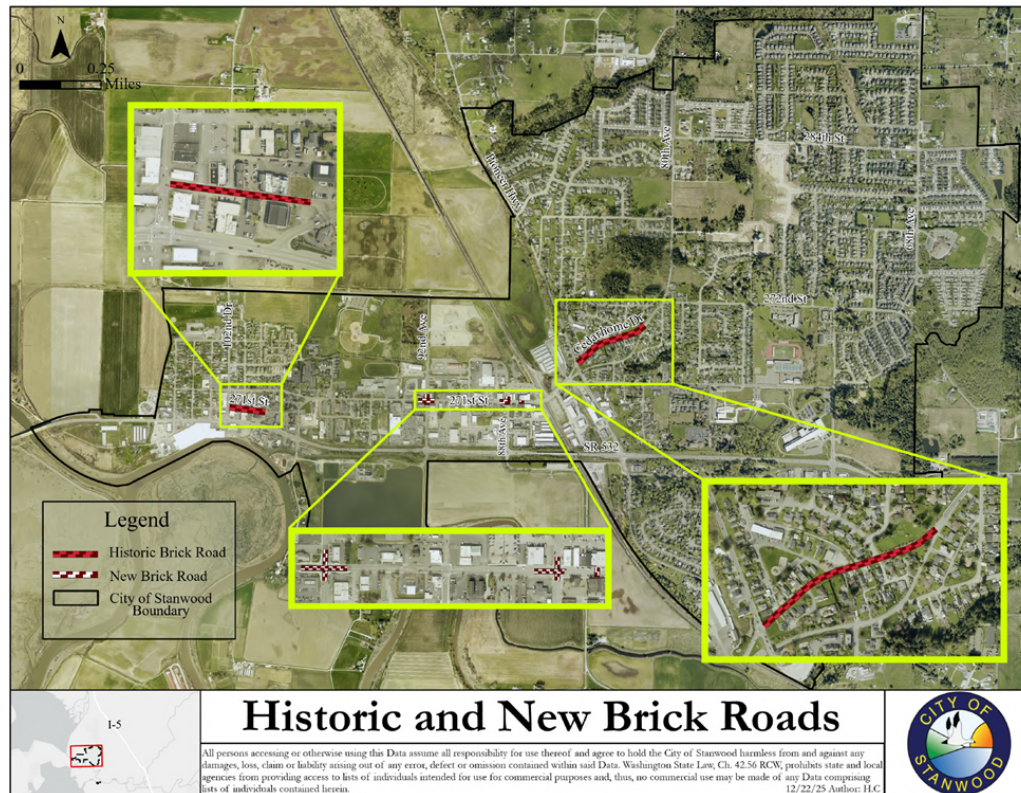 N
0 0.25
Miles
284th St
80th Ave
Pioneer Hwy
68th Ave
272nd St
102nd Dr
92nd Ave
Cedarhome Dr
271st St
271st St
88th Ave
SR 532
Legend
Historic Brick Road
New Brick Road
City of Stanwood
Boundary
I-5
Historic and New Brick Roads
All persons accessing or otherwise using this Data assume all responsibility for use thereof and agree to hold the City of Stanwood harmless from and against any
damages, loss, claim or liability arising out of any error, defect or omission contained within said Data. Washington State Law, Ch. 42.56 RCW, prohibits state and local
agencies from providing access to lists of individuals intended for use for commercial purposes and, thus, no commercial use may be made of any Data comprising
lists of individuals contained herein.
12/22/25 Author: H.C
CITY OF
STANWOOD